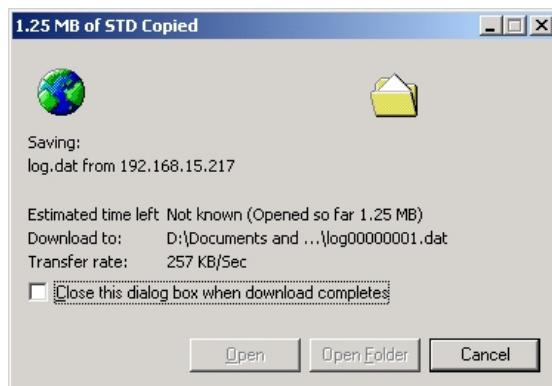 1.25 MB of STD Copied
Saving:
log.dat from 192.168.15.217
Estimated time left Not known (Opened so far 1.25 MB)
Download to: D:\Documents and ...\log00000001.dat
Transfer rate: 257 KB/Sec
Close this dialog box when download completes
Open Open Folder Cancel